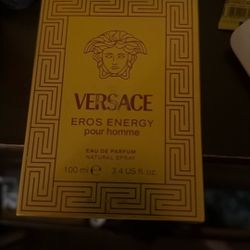 VERSACE
EROS ENERGY
pour homme
EAU DE PARFUM
NATURAL SPRAY
100 ml ℮ 3.4 US fl. oz.